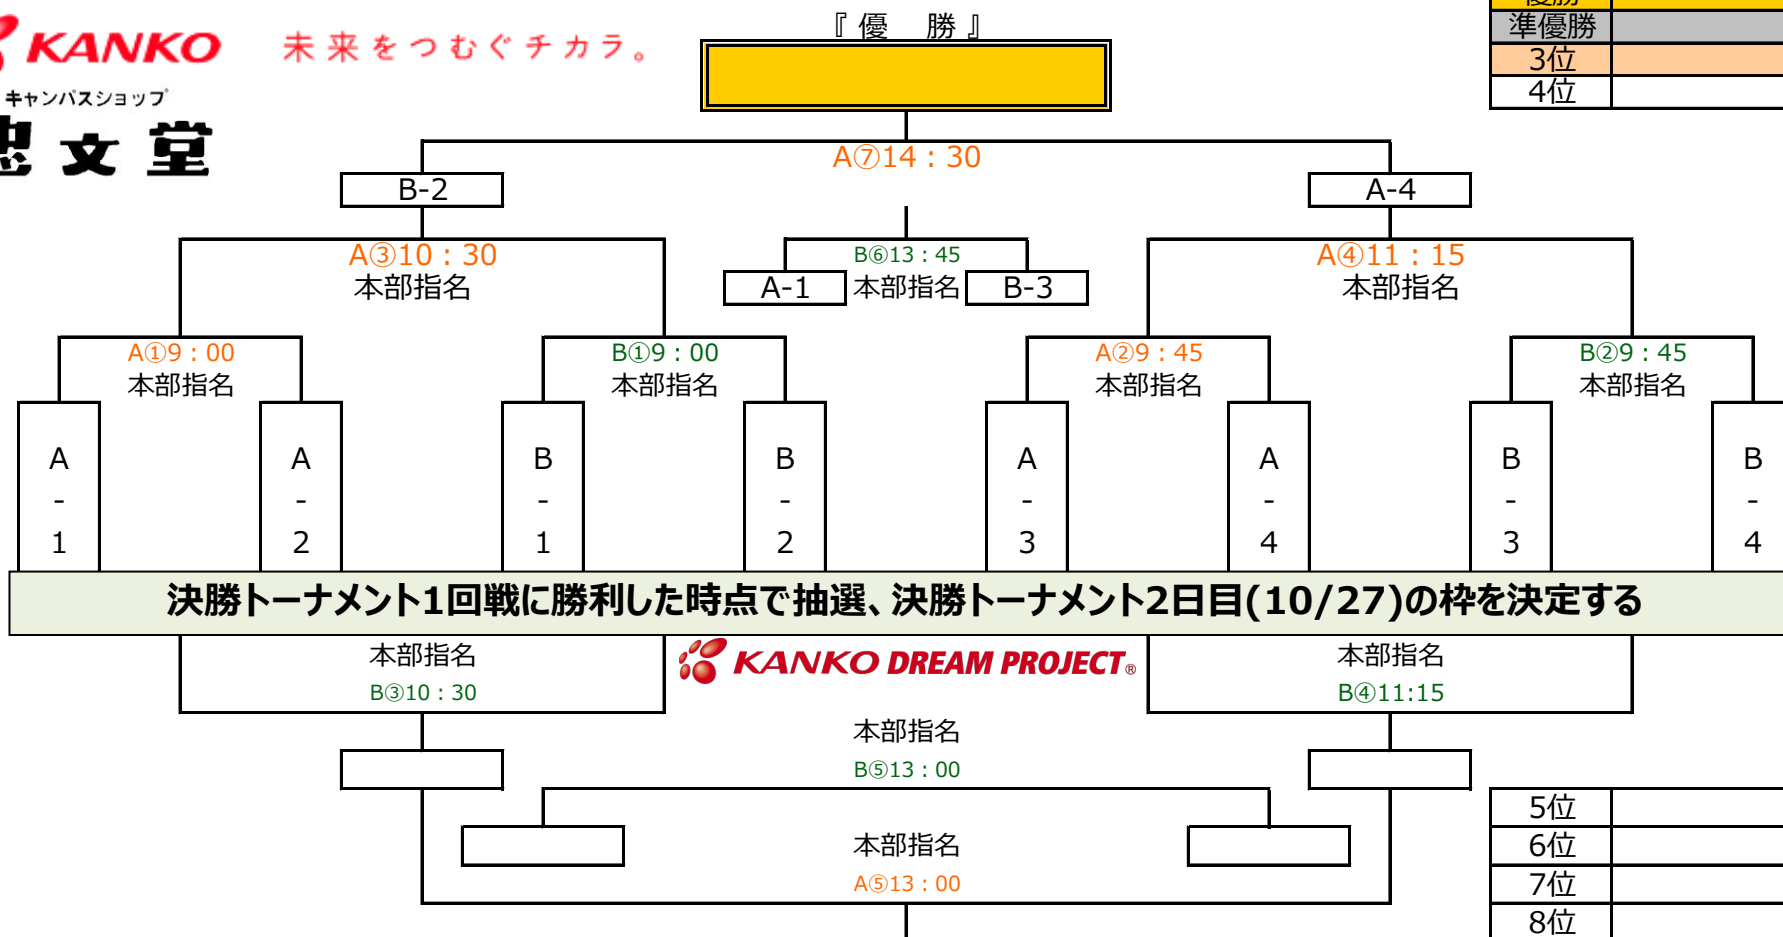 『 優　勝 』
優勝
準優勝
3位
4位
KANKO 未来をつむぐチカラ。
キャンパスショップ
忠文堂
A⑦14：30
B-2
A-4
A③10：30
本部指名
B⑥13：45
A-1 本部指名 B-3
A④11：15
本部指名
A①9：00
本部指名
B①9：00
本部指名
A②9：45
本部指名
B②9：45
本部指名
A-1
A-2
B-1
B-2
A-3
A-4
B-3
B-4
決勝トーナメント1回戦に勝利した時点で抽選、決勝トーナメント2日目(10/27)の枠を決定する
本部指名
B③10：30
KANKO DREAM PROJECT®
本部指名
B④11:15
本部指名
B⑤13：00
本部指名
A⑤13：00
5位
6位
7位
8位